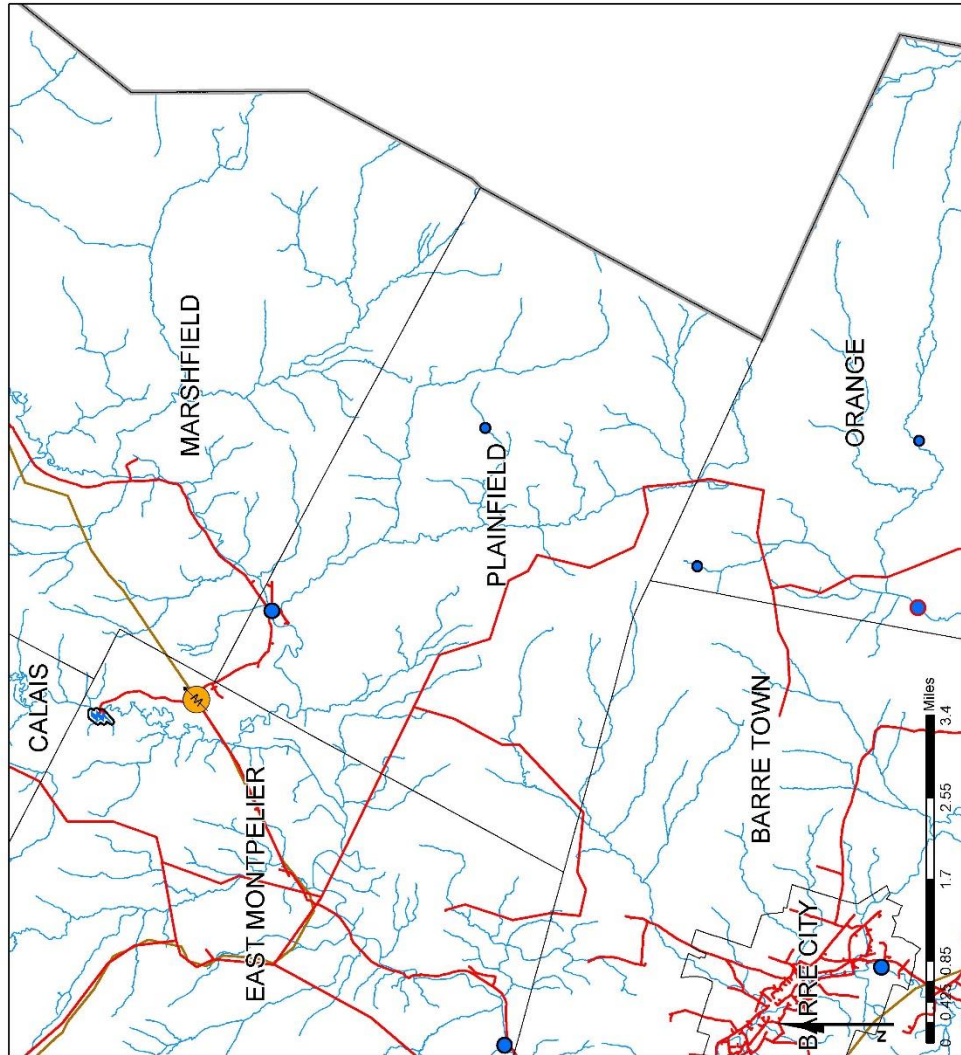 CALAIS
MARSHFIELD
EAST MONTPELIER
PLAINFIELD
BARRE TOWN
ORANGE
BARRE CITY
N
0 0.425 0.85 1.7 2.55 3.4
Miles